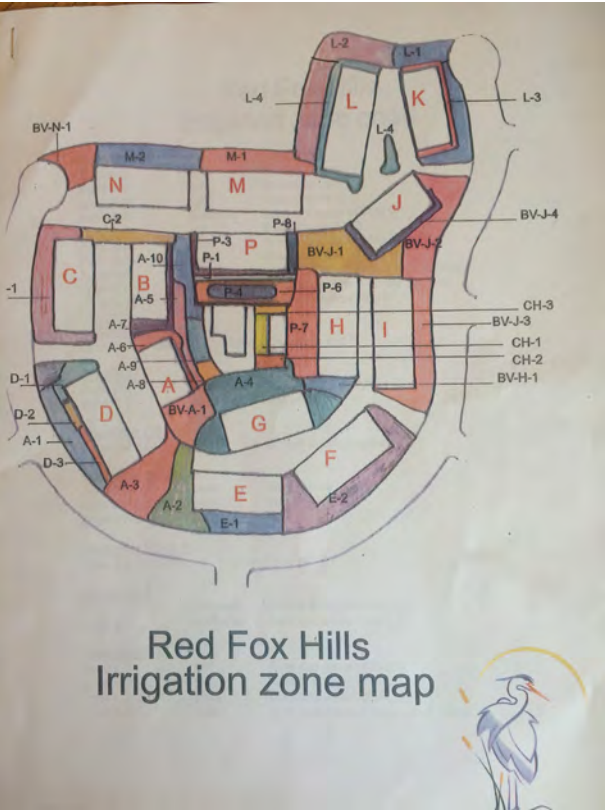 L-2
L-1
L-4
L
K
L-3
L-4
BV-N-1
M-2
M-1
N
M
J
C-2
P-8
BV-J-4
P-3
P
BV-J-1
BV-J-2
A-10
P-1
C
B
P-4
P-6
-1
A-5
CH-3
A-7
P-7
H
I
BV-J-3
A-6
CH-1
A-9
CH-2
D-1
A-8
A
A-4
BV-H-1
D-2
D
BV-A-1
G
A-1
D-3
F
A-3
E
A-2
E-2
E-1
Red Fox Hills
Irrigation zone map